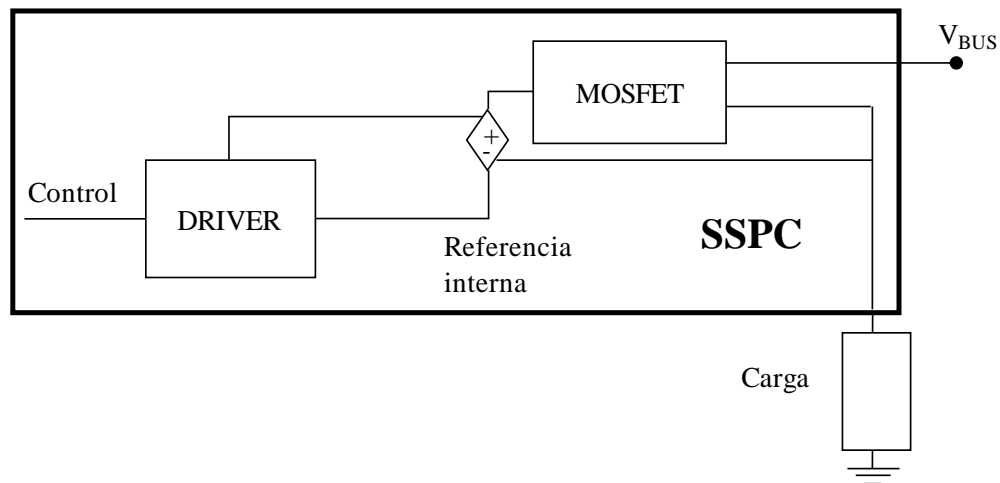 V_BUS
MOSFET
+
-
Control
DRIVER
SSPC
Referencia
interna
Carga